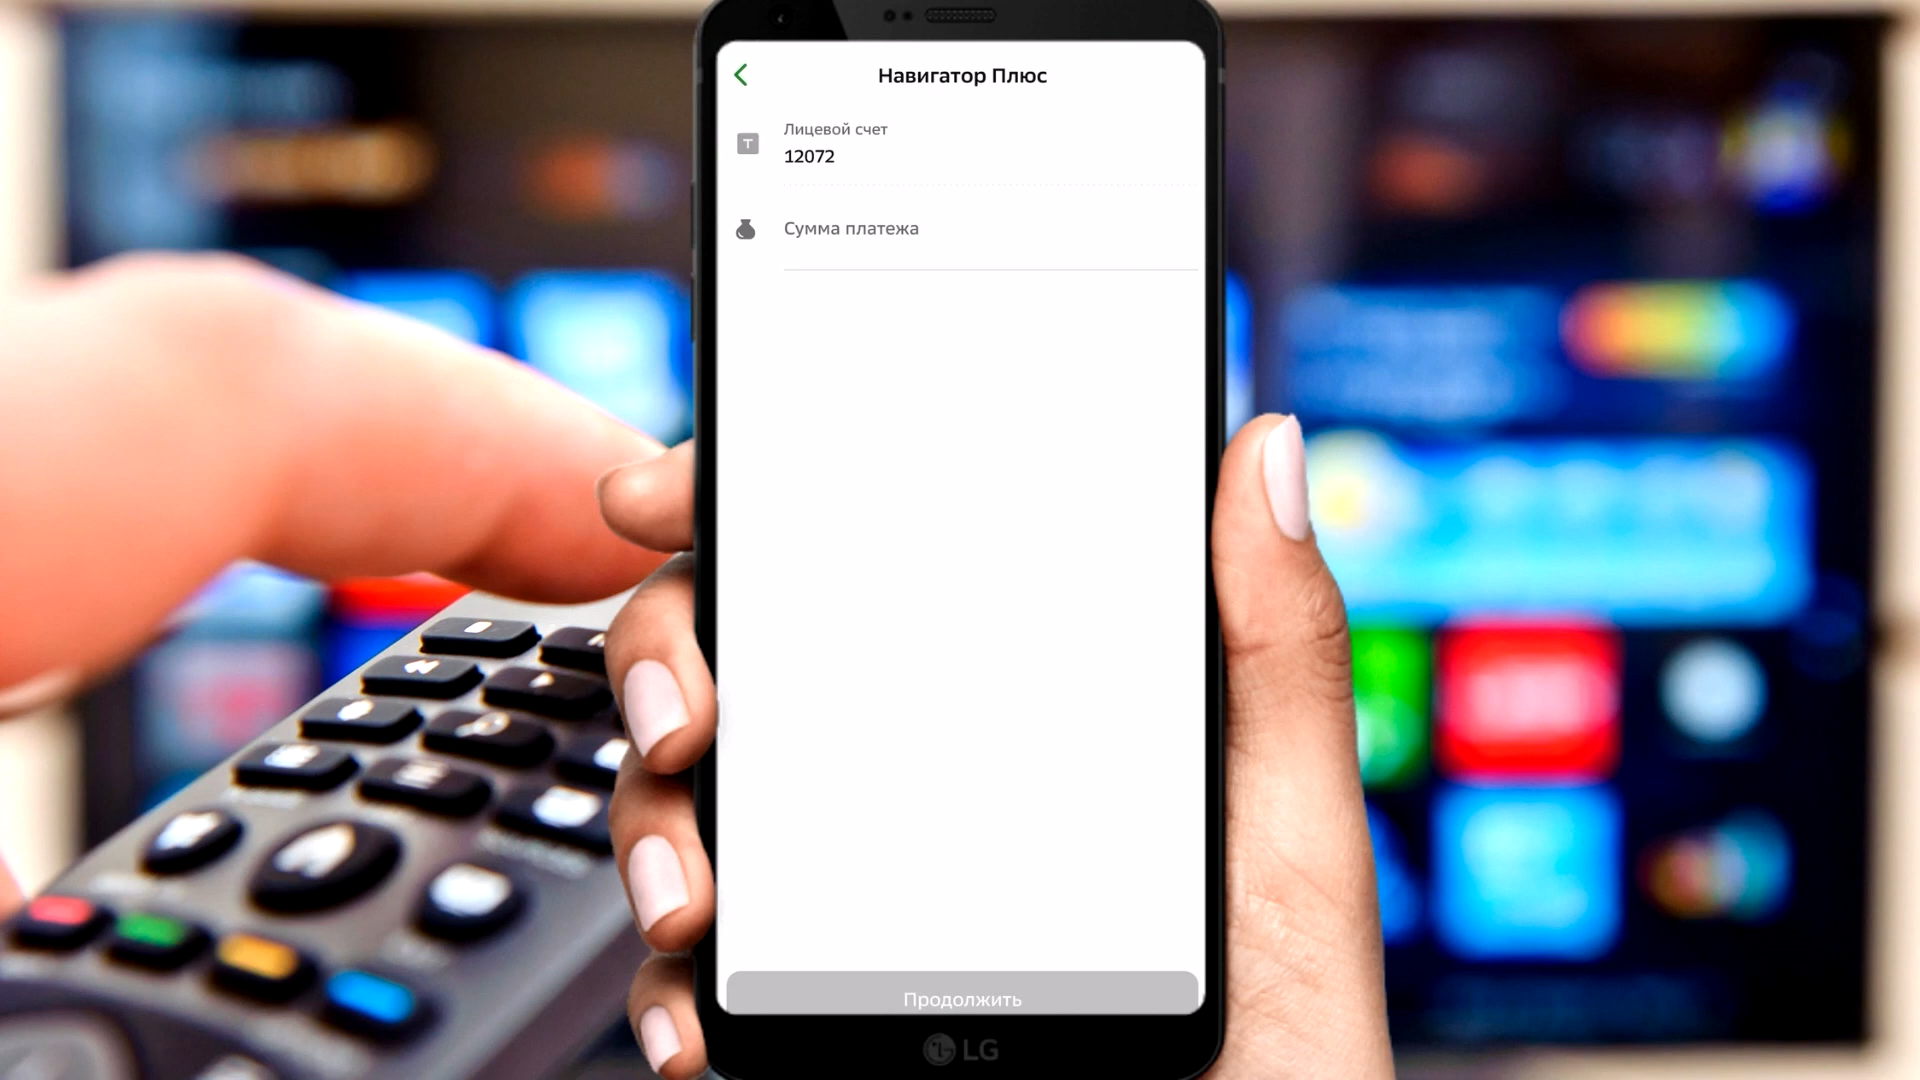 Навигатор Плюс
T
Лицевой счет
12072
Сумма платежа
Продолжить
LG